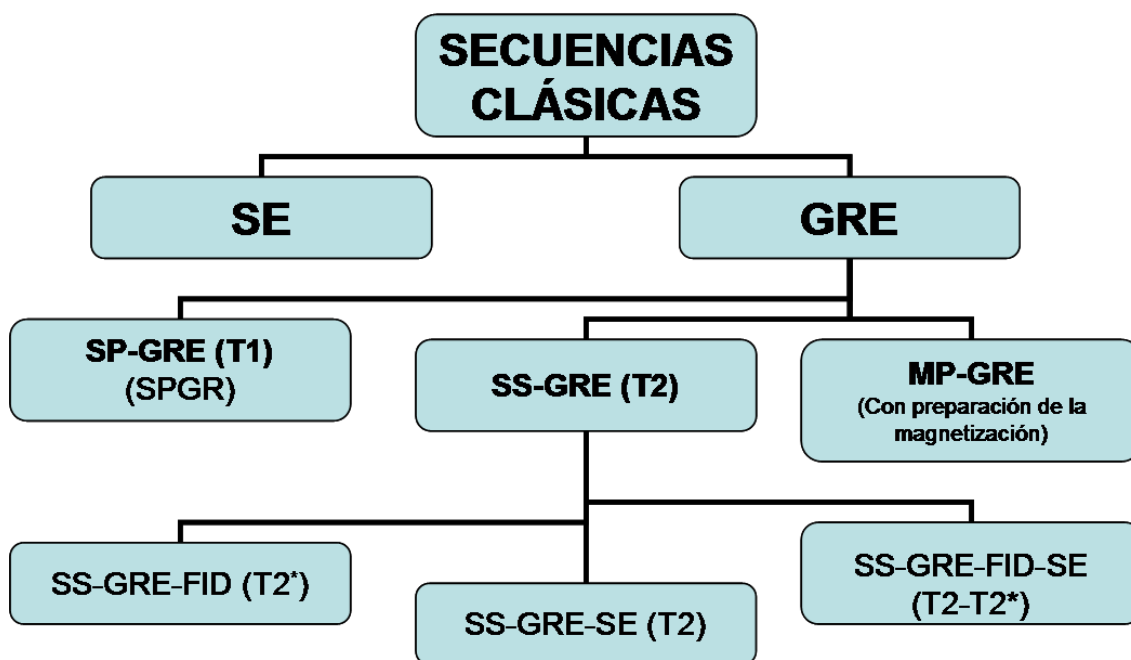 SECUENCIAS
CLÁSICAS
SE
GRE
SP-GRE (T1)
(SPGR)
SS-GRE (T2)
MP-GRE
(Con preparación de la
magnetización)
SS-GRE-FID (T2*)
SS-GRE-SE (T2)
SS-GRE-FID-SE
(T2-T2*)